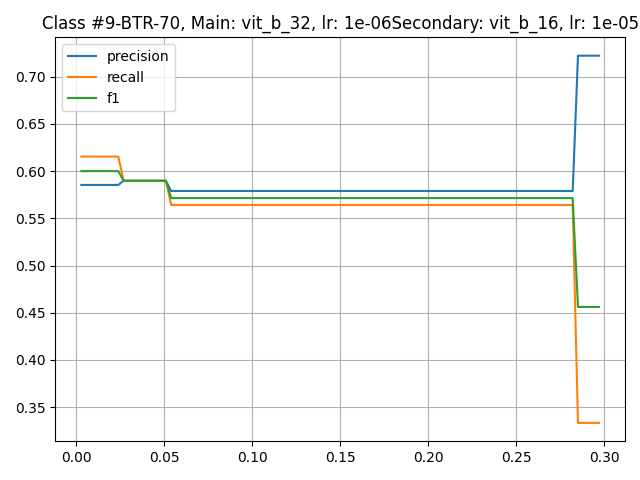 Class #9-BTR-70, Main: vit_b_32, lr: 1e-06Secondary: vit_b_16, lr: 1e-05
precision
recall
f1
0.70
0.65
0.60
0.55
0.50
0.45
0.40
0.35
0.00 0.05 0.10 0.15 0.20 0.25 0.30